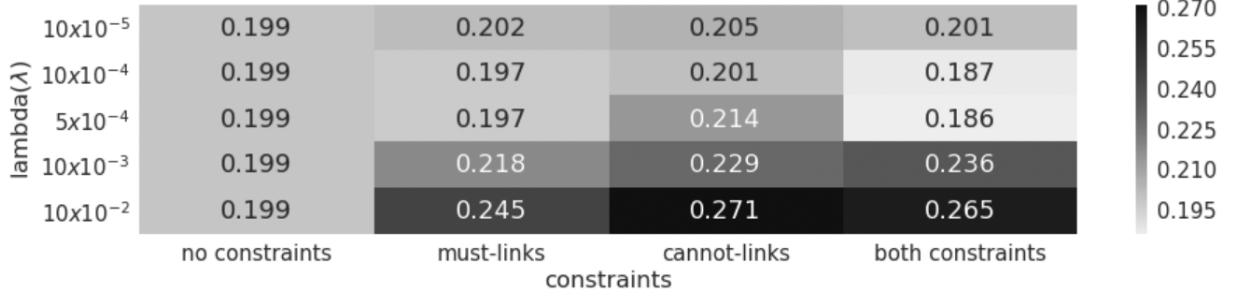 10x10⁻⁵ 0.199 0.202 0.205 0.201
10x10⁻⁴ 0.199 0.197 0.201 0.187
5x10⁻⁴ 0.199 0.197 0.214 0.186
10x10⁻³ 0.199 0.218 0.229 0.236
10x10⁻² 0.199 0.245 0.271 0.265
lambda(λ)
no constraints must-links cannot-links both constraints
constraints
0.270
0.255
0.240
0.225
0.210
0.195